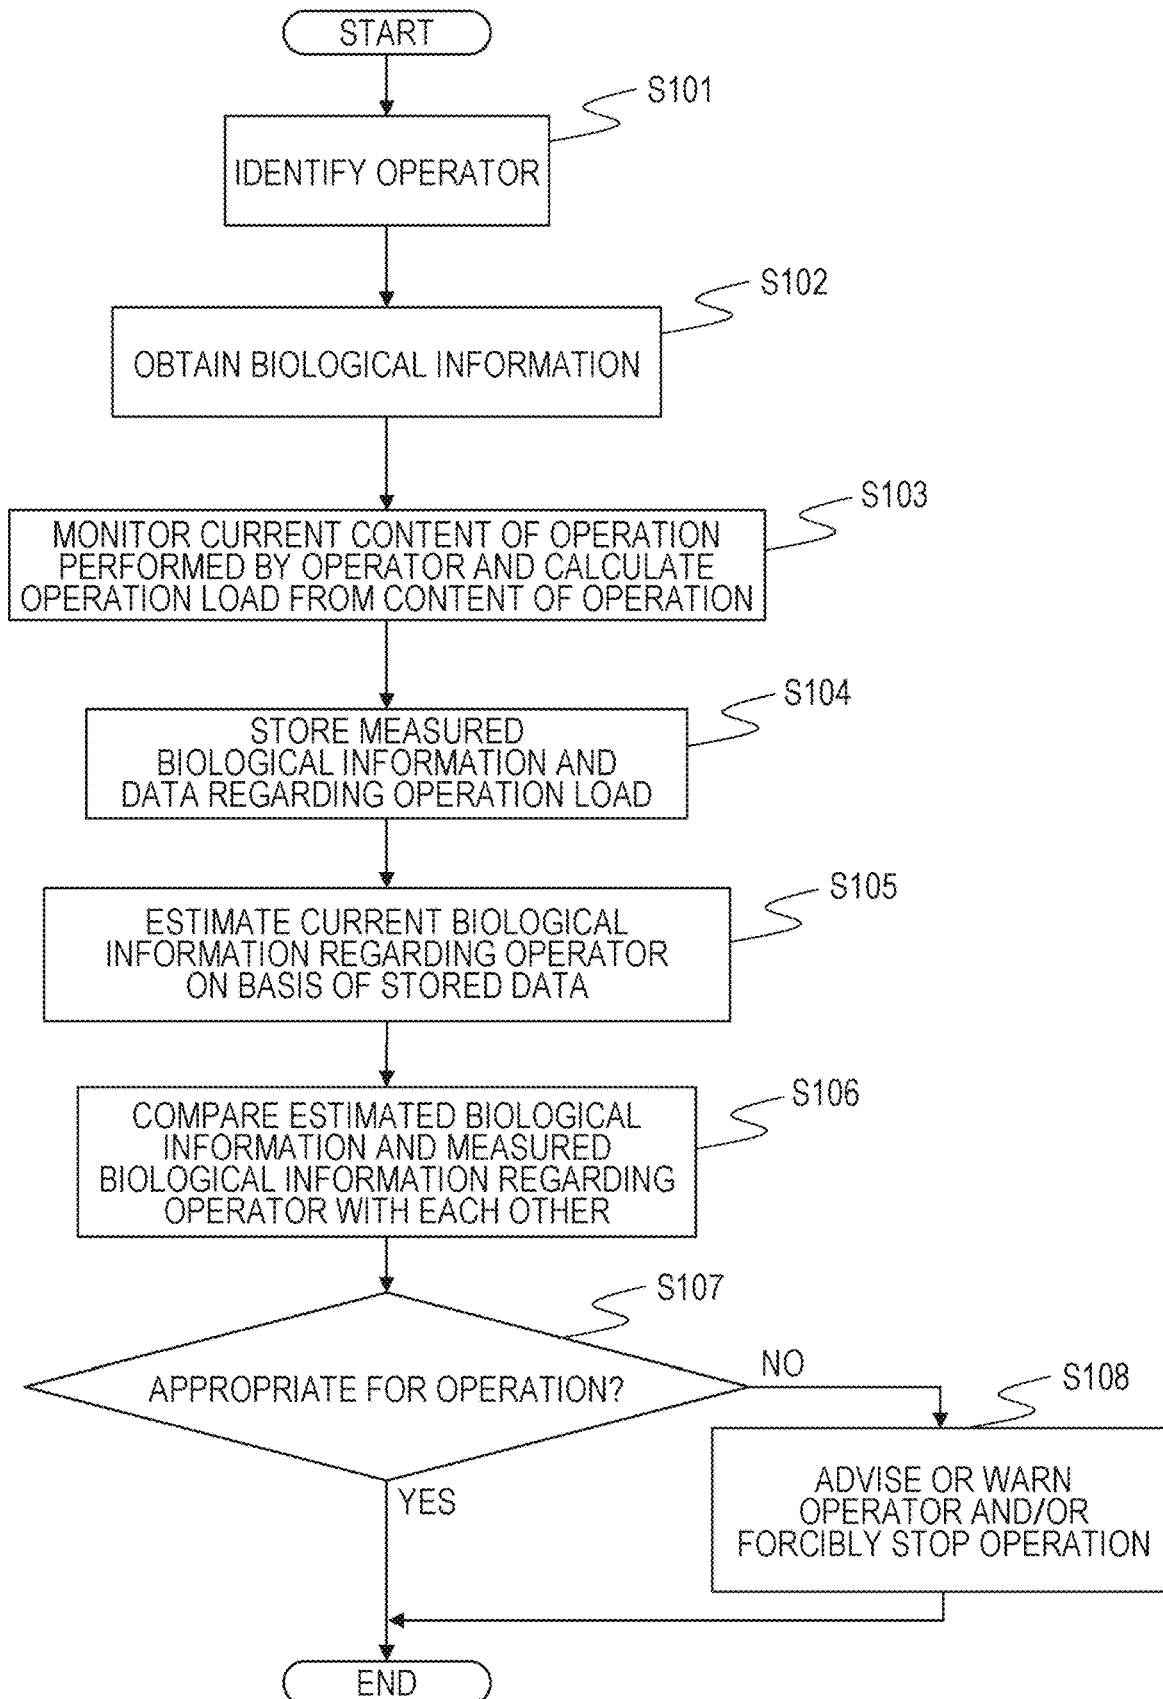 START
S101
IDENTIFY OPERATOR
S102
OBTAIN BIOLOGICAL INFORMATION
S103
MONITOR CURRENT CONTENT OF OPERATION
PERFORMED BY OPERATOR AND CALCULATE
OPERATION LOAD FROM CONTENT OF OPERATION
S104
STORE MEASURED
BIOLOGICAL INFORMATION AND
DATA REGARDING OPERATION LOAD
S105
ESTIMATE CURRENT BIOLOGICAL
INFORMATION REGARDING OPERATOR
ON BASIS OF STORED DATA
S106
COMPARE ESTIMATED BIOLOGICAL
INFORMATION AND MEASURED
BIOLOGICAL INFORMATION REGARDING
OPERATOR WITH EACH OTHER
S107
APPROPRIATE FOR OPERATION?
NO
S108
ADVISE OR WARN
OPERATOR AND/OR
FORCIBLY STOP OPERATION
YES
END